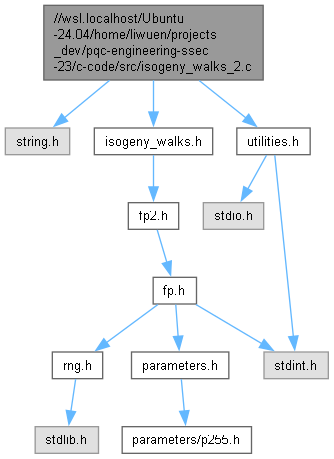 //wsl.localhost/Ubuntu
-24.04/home/liwuen/projects
_dev/pqc-engineering-ssec
-23/c-code/src/isogeny_walks_2.c
string.h
isogeny_walks.h
utilities.h
fp2.h
stdio.h
fp.h
rng.h
parameters.h
stdint.h
stdlib.h
parameters/p255.h